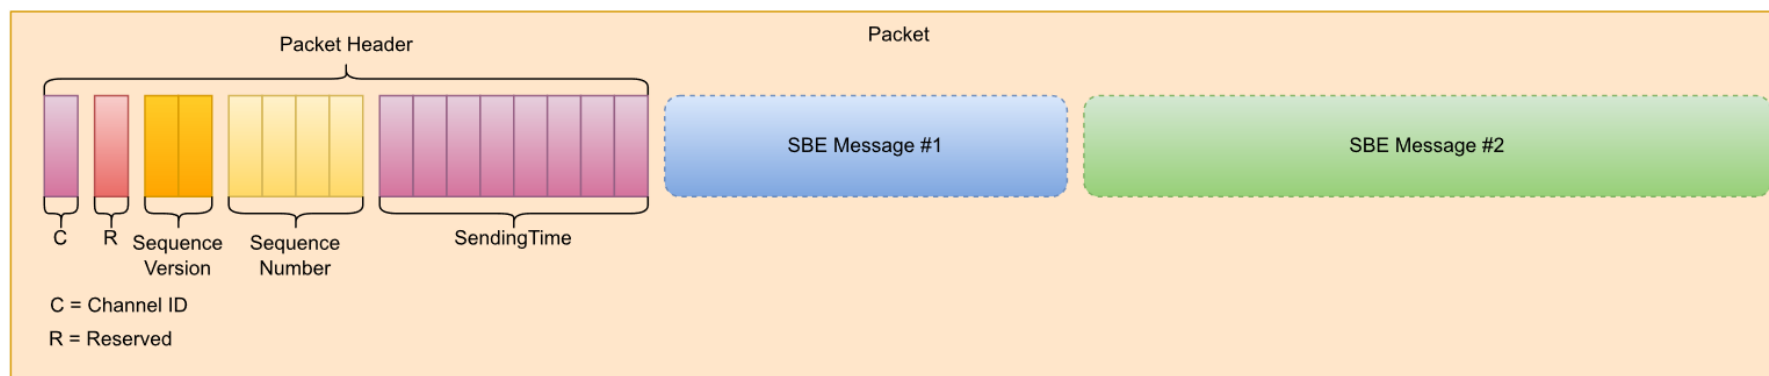 Packet
Packet Header
SBE Message #1
SBE Message #2
C
R
Sequence
Version
Sequence
Number
SendingTime
C = Channel ID
R = Reserved